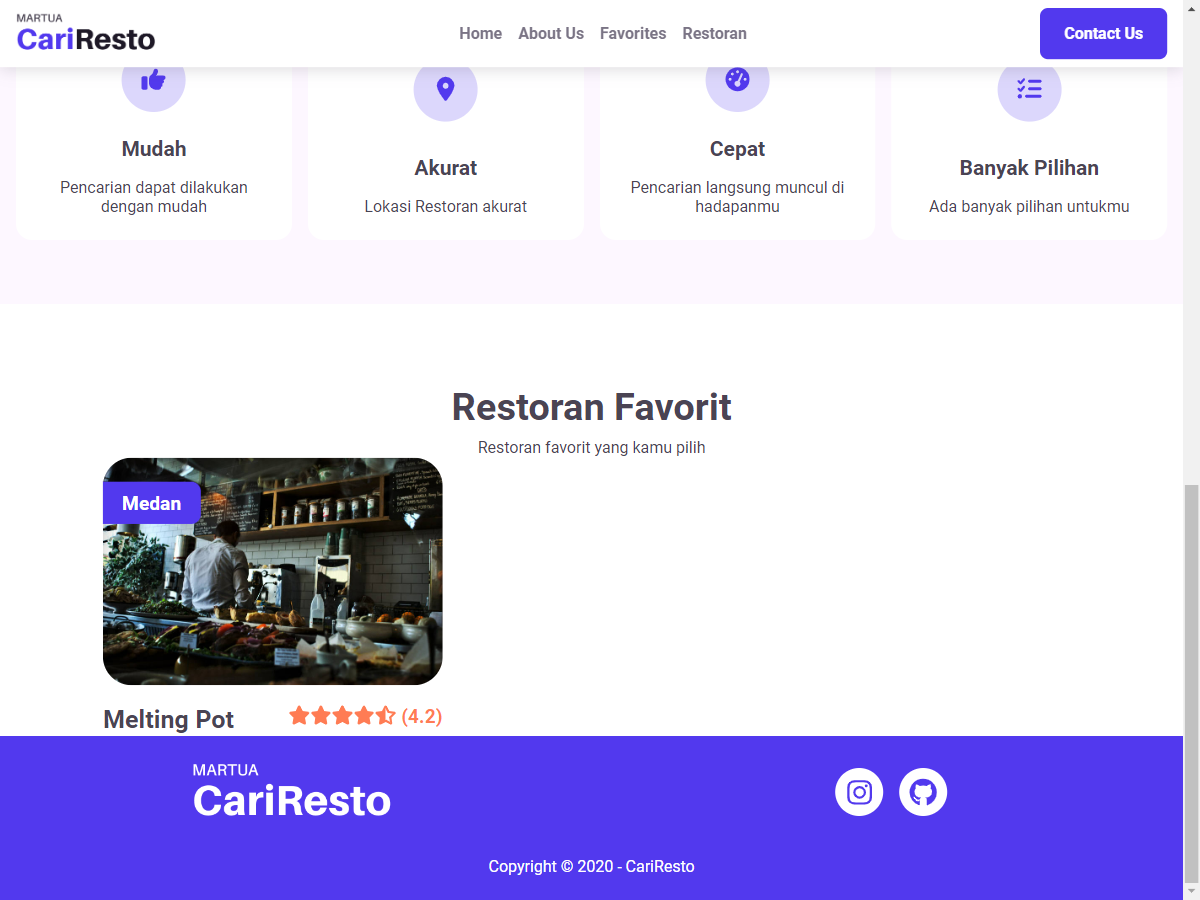 MARTUA
CariResto
Home About Us Favorites Restoran
Contact Us
Mudah
Pencarian dapat dilakukan
dengan mudah
Akurat
Lokasi Restoran akurat
Cepat
Pencarian langsung muncul di
hadapanmu
Banyak Pilihan
Ada banyak pilihan untukmu
Restoran Favorit
Restoran favorit yang kamu pilih
Medan
Melting Pot
(4.2)
MARTUA
CariResto
Copyright © 2020 - CariResto